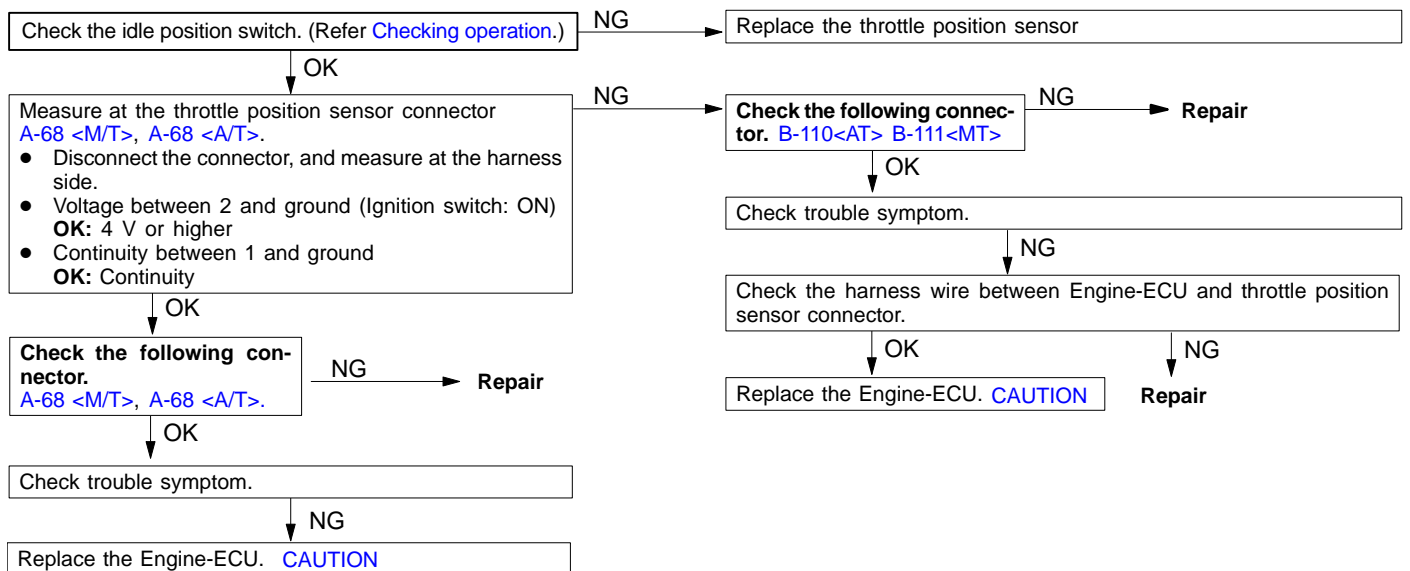 Check the idle position switch. (Refer Checking operation.)
NG
Replace the throttle position sensor
OK
Measure at the throttle position sensor connector
A-68 <M/T>, A-68 <A/T>.
● Disconnect the connector, and measure at the harness
side.
● Voltage between 2 and ground (Ignition switch: ON)
OK: 4 V or higher
● Continuity between 1 and ground
OK: Continuity
NG
Check the following connec-
tor. B-110<AT> B-111<MT>
NG
Repair
OK
Check trouble symptom.
NG
Check the harness wire between Engine-ECU and throttle position
sensor connector.
OK
NG
Replace the Engine-ECU. CAUTION
Repair
OK
Check the following con-
nector.
A-68 <M/T>, A-68 <A/T>.
NG
Repair
OK
Check trouble symptom.
NG
Replace the Engine-ECU. CAUTION